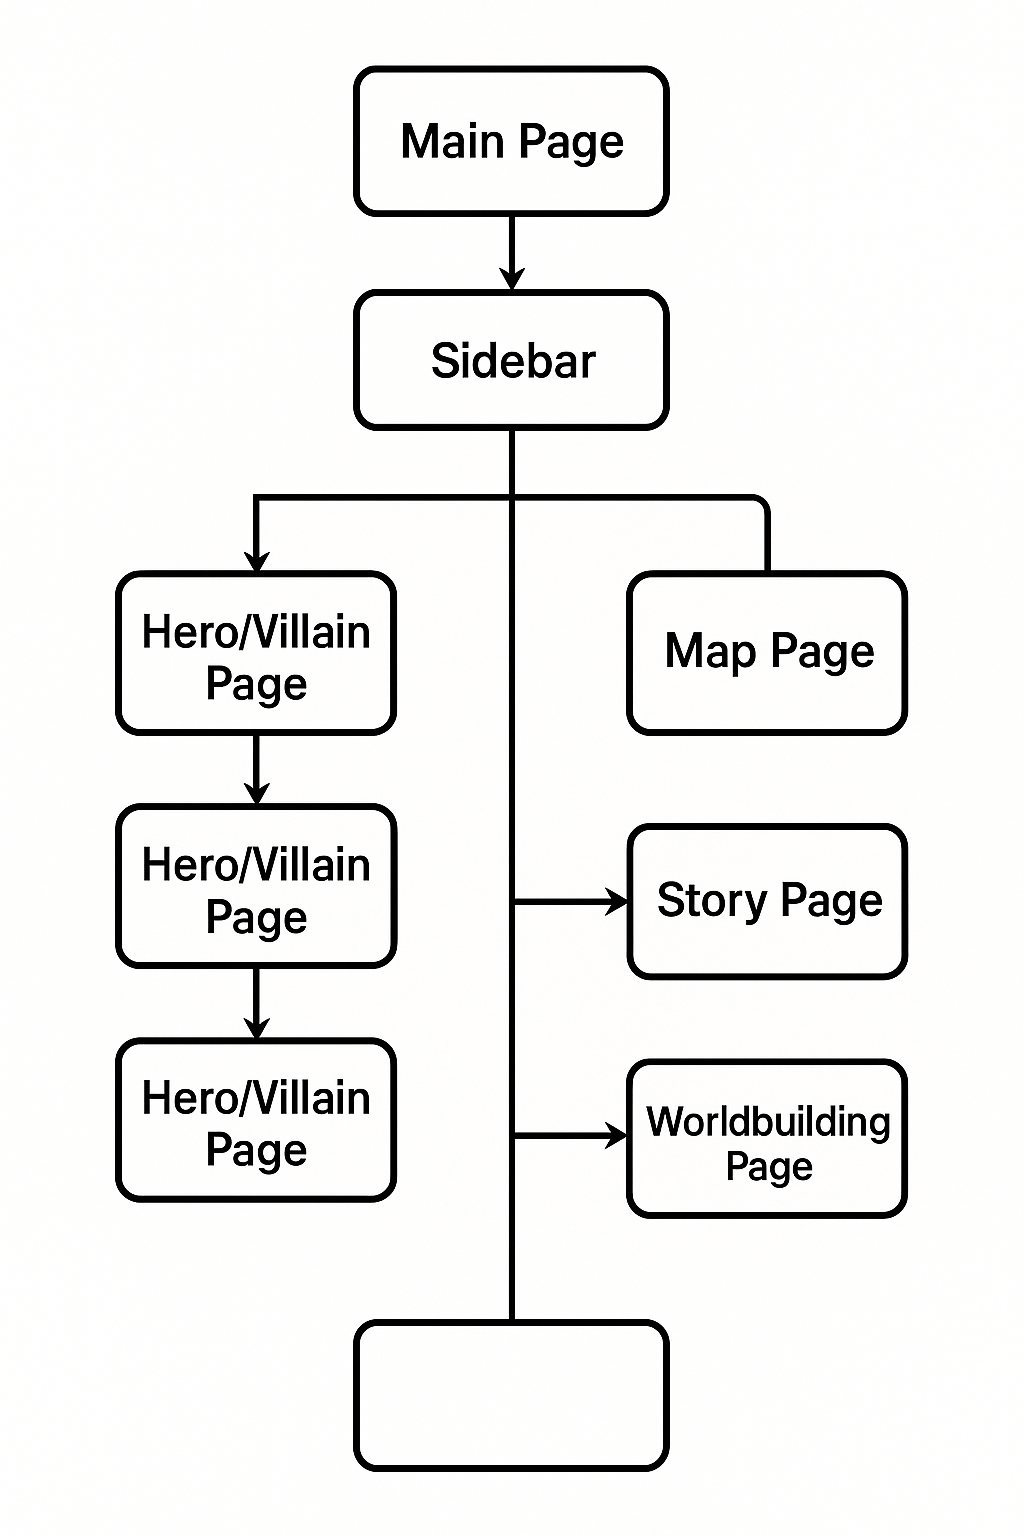 Main Page
Sidebar
Hero/Villain
Page
Map Page
Hero/Villain
Page
Story Page
Hero/Villain
Page
Worldbuilding
Page